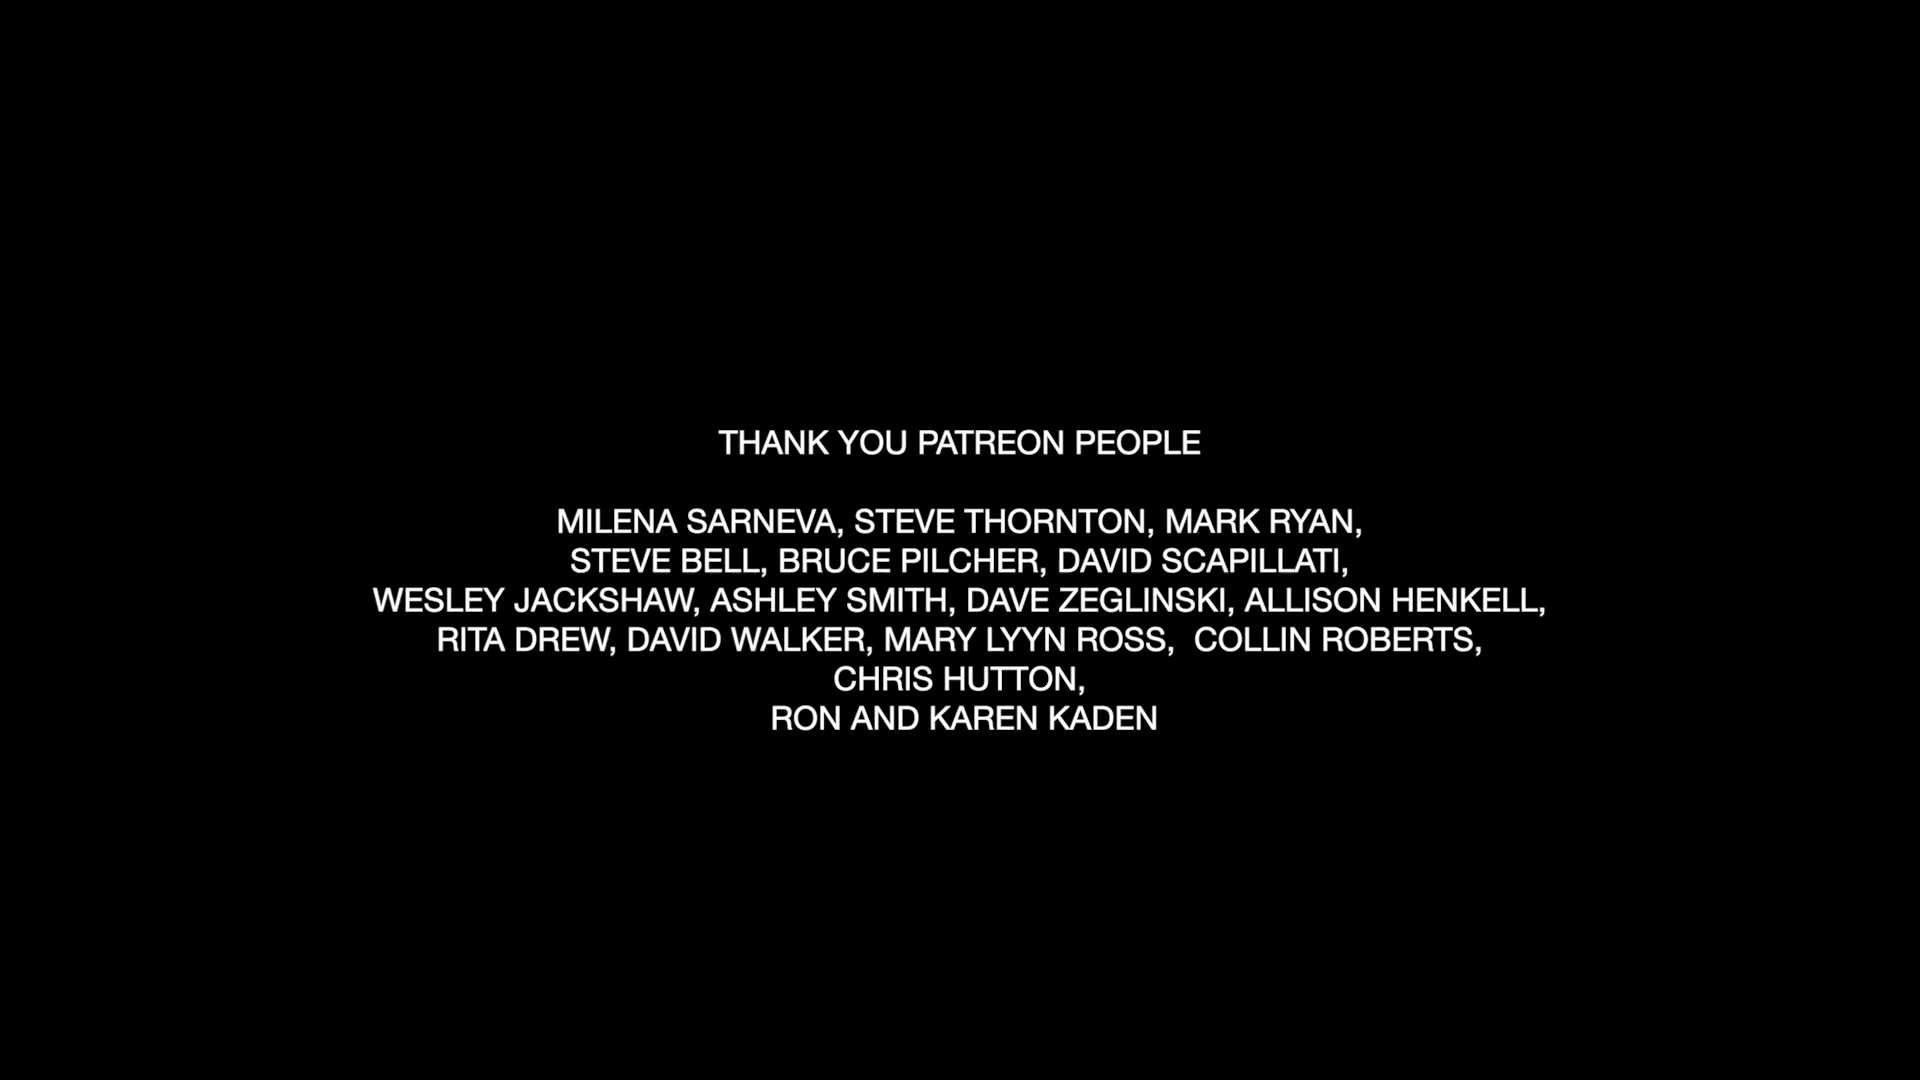 THANK YOU PATREON PEOPLE
MILENA SARNEVA, STEVE THORNTON, MARK RYAN,
STEVE BELL, BRUCE PILCHER, DAVID SCAPILLATI,
WESLEY JACKSHAW, ASHLEY SMITH, DAVE ZEGLINSKI, ALLISON HENKELL,
RITA DREW, DAVID WALKER, MARY LYYN ROSS,  COLLIN ROBERTS,
CHRIS HUTTON,
RON AND KAREN KADEN